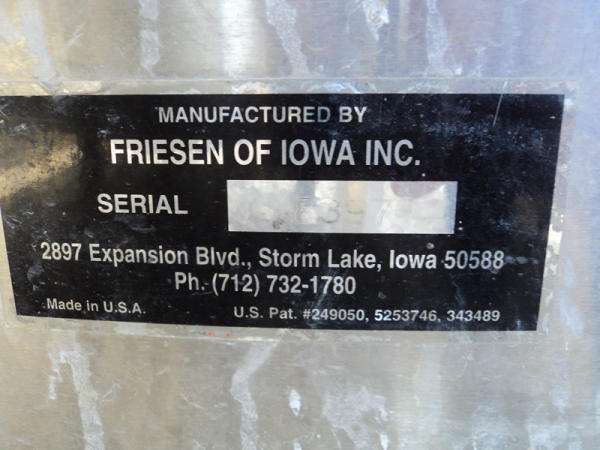 MANUFACTURED BY
FRIESEN OF IOWA INC.
SERIAL
2897 Expansion Blvd., Storm Lake, Iowa 50588
Ph. (712) 732-1780
Made in U.S.A.
U.S. Pat. #249050, 5253746, 343489